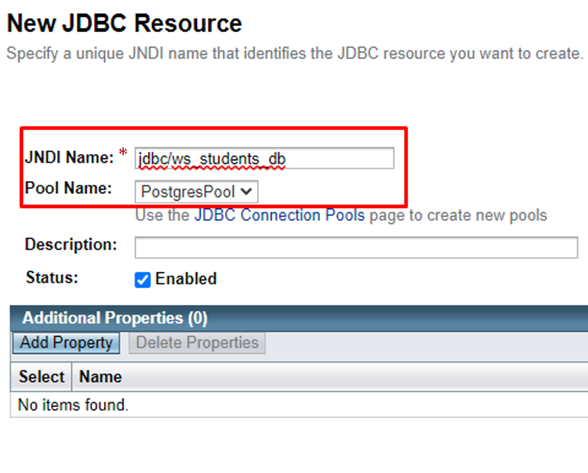 New JDBC Resource
Specify a unique JNDI name that identifies the JDBC resource you want to create.
JNDI Name: * jdbc/ws_students_db
Pool Name: PostgresPool
Use the JDBC Connection Pools page to create new pools
Description:
Status: Enabled
Additional Properties (0)
Add Property Delete Properties
Select Name
No items found.